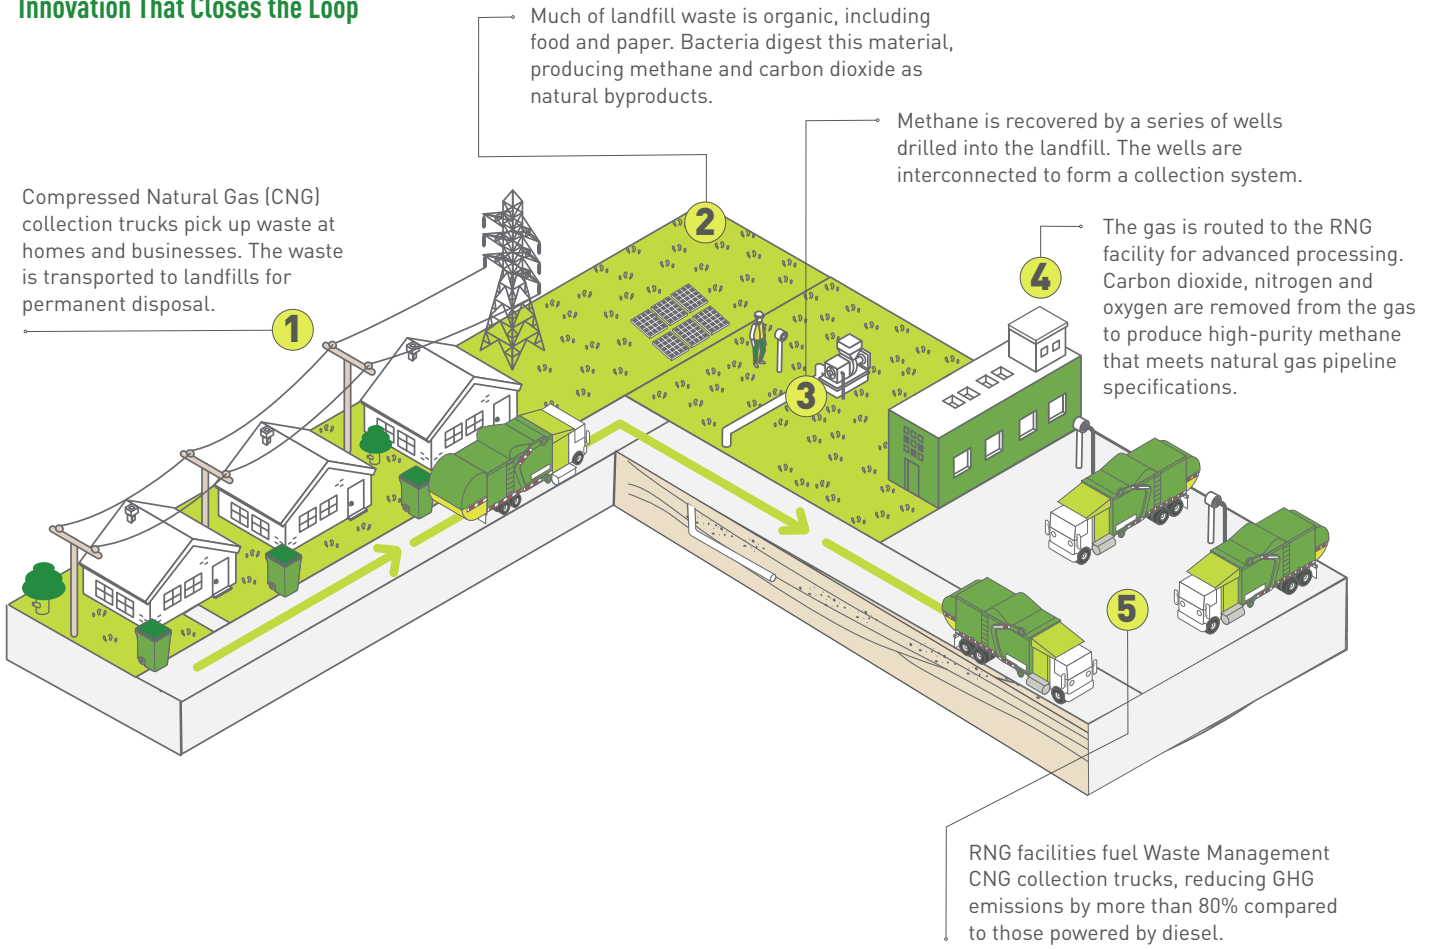 Innovation That Closes the Loop
Much of landfill waste is organic, including
food and paper. Bacteria digest this material,
producing methane and carbon dioxide as
natural byproducts.
Methane is recovered by a series of wells
drilled into the landfill. The wells are
interconnected to form a collection system.
Compressed Natural Gas (CNG)
collection trucks pick up waste at
homes and businesses. The waste
is transported to landfills for
permanent disposal.
The gas is routed to the RNG
facility for advanced processing.
Carbon dioxide, nitrogen and
oxygen are removed from the gas
to produce high-purity methane
that meets natural gas pipeline
specifications.
1
2
3
4
5
RNG facilities fuel Waste Management
CNG collection trucks, reducing GHG
emissions by more than 80% compared
to those powered by diesel.